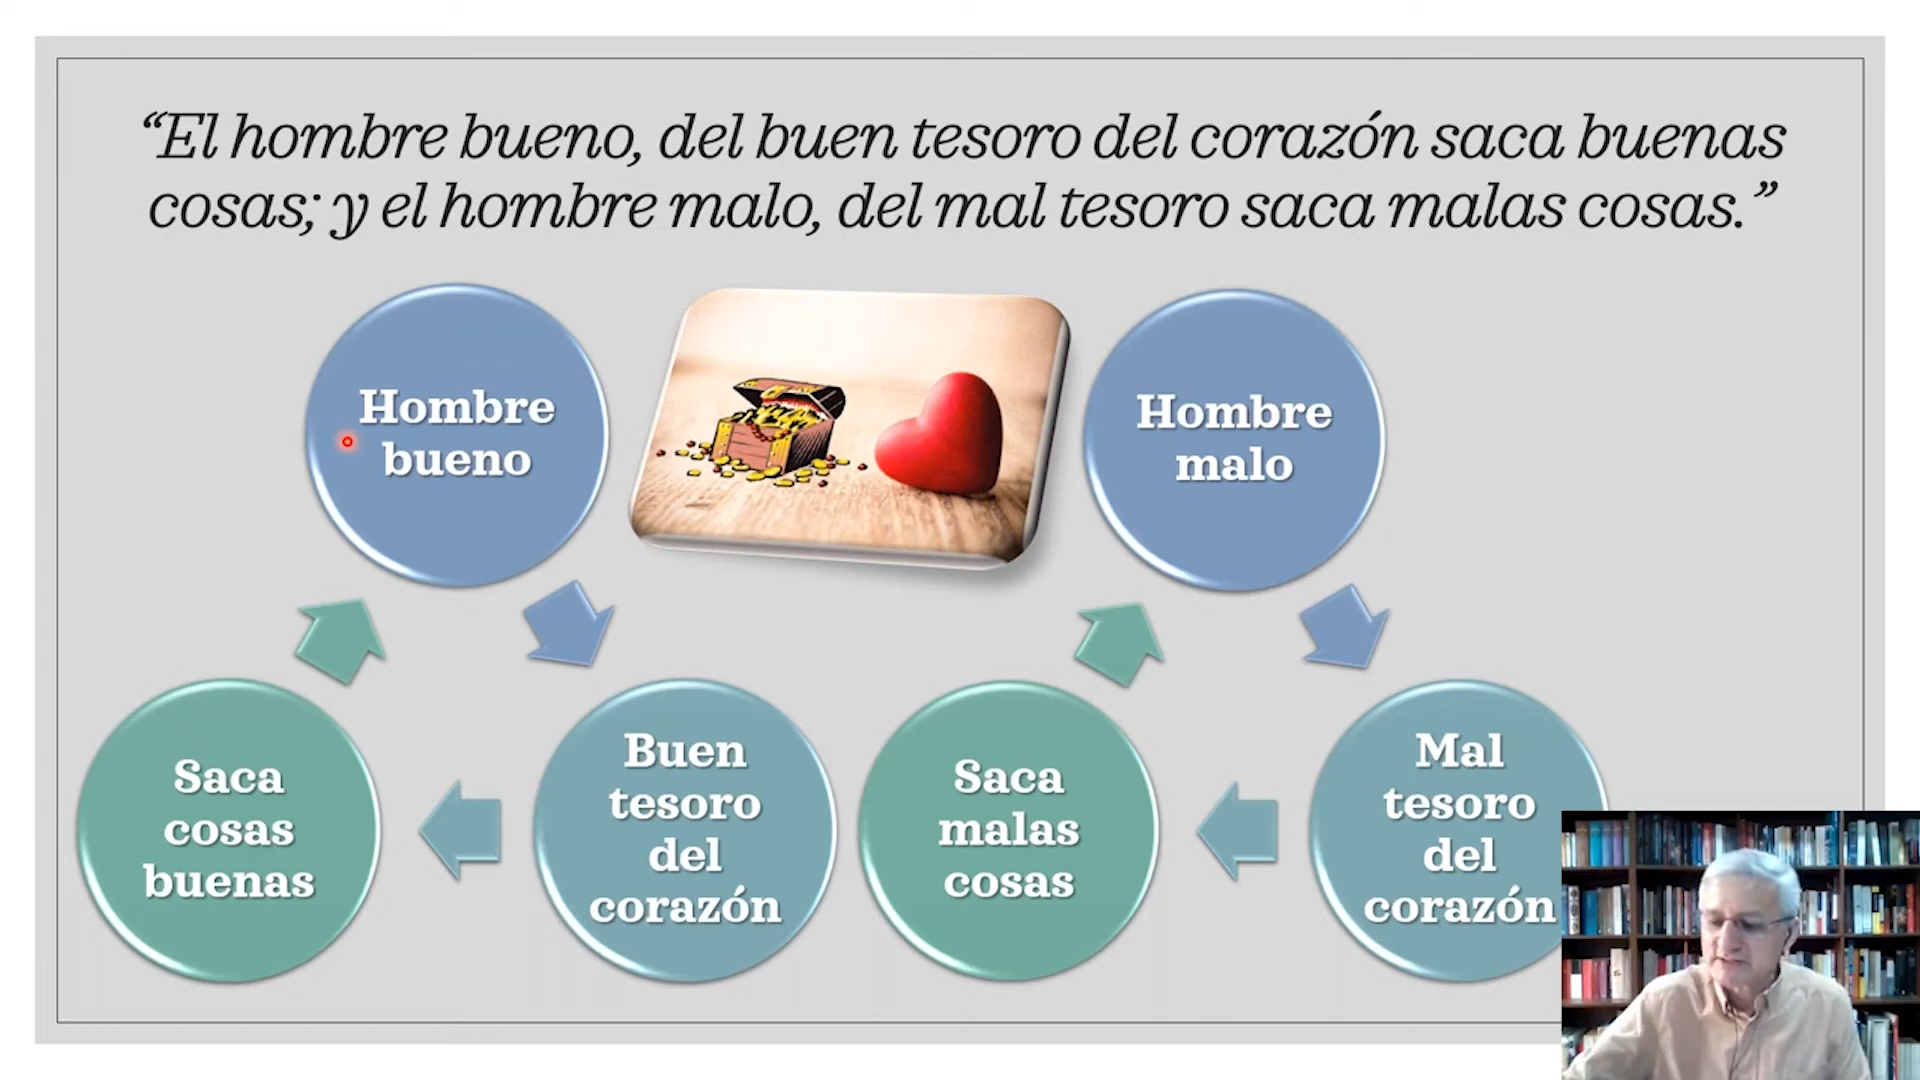 “El hombre bueno, del buen tesoro del corazón saca buenas
cosas; y el hombre malo, del mal tesoro saca malas cosas.”
Hombre
bueno
Buen
tesoro
del
corazón
Saca
cosas
buenas
Hombre
malo
Mal
tesoro
del
corazón
Saca
malas
cosas